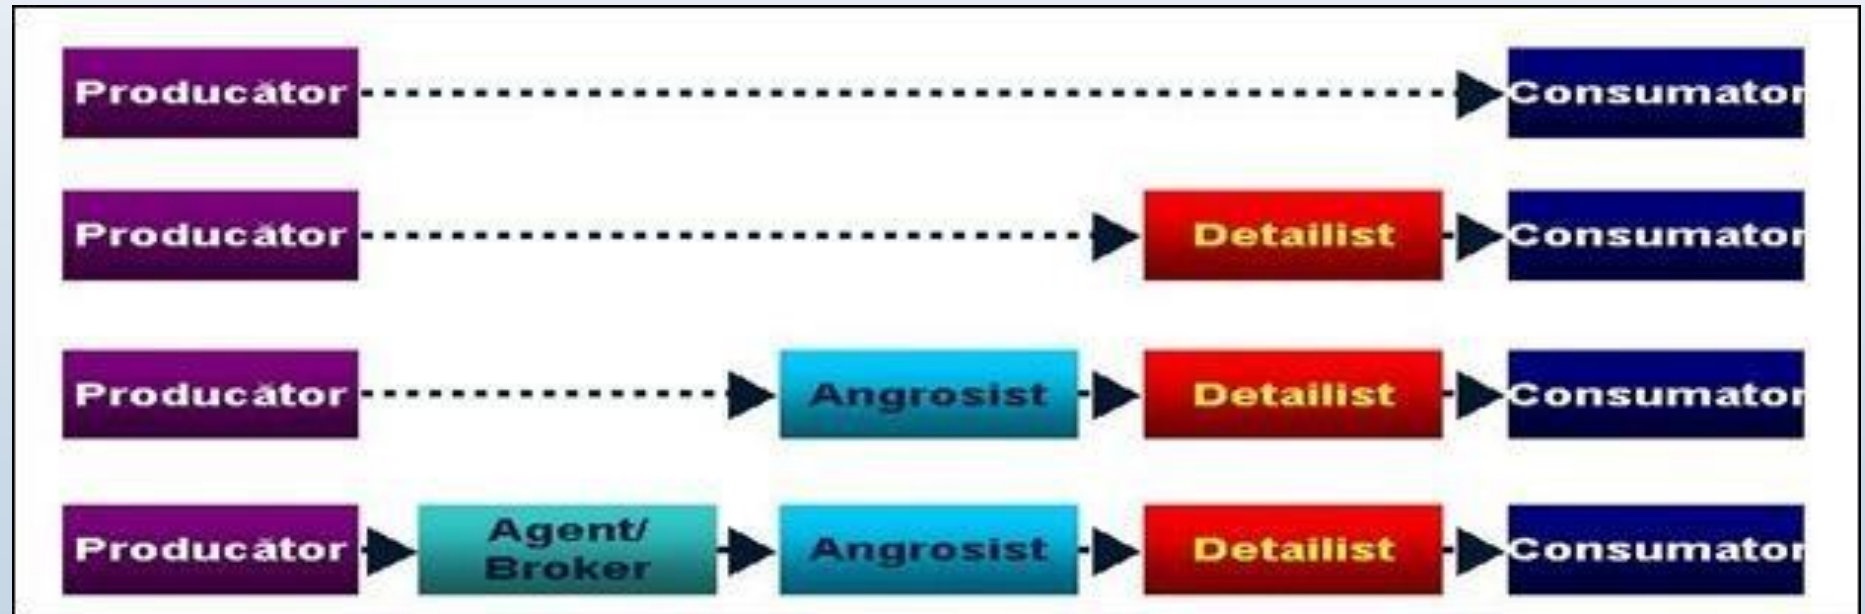 Producător Consumator
Producător Detailist Consumator
Producător Angrosist Detailist Consumator
Producător Agent/ Broker Angrosist Detailist Consumator